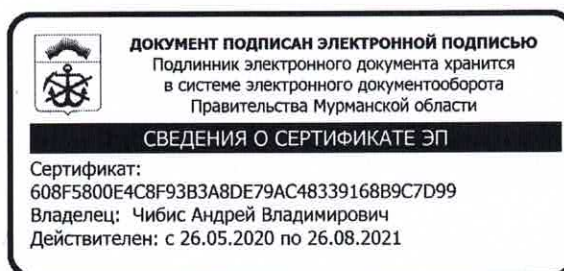 ДОКУМЕНТ ПОДПИСАН ЭЛЕКТРОННОЙ ПОДПИСЬЮ
Подлинник электронного документа хранится
в системе электронного документооборота
Правительства Мурманской области
СВЕДЕНИЯ О СЕРТИФИКАТЕ ЭП
Сертификат:
608F5800E4C8F93B3A8DE79AC48339168B9C7D99
Владелец: Чибис Андрей Владимирович
Действителен: с 26.05.2020 по 26.08.2021